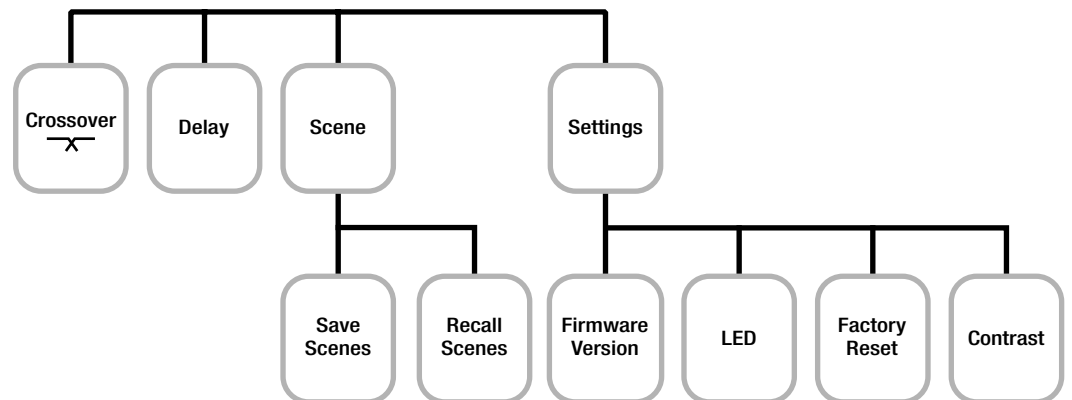 Crossover
Delay
Scene
Settings
Save
Scenes
Recall
Scenes
Firmware
Version
LED
Factory
Reset
Contrast